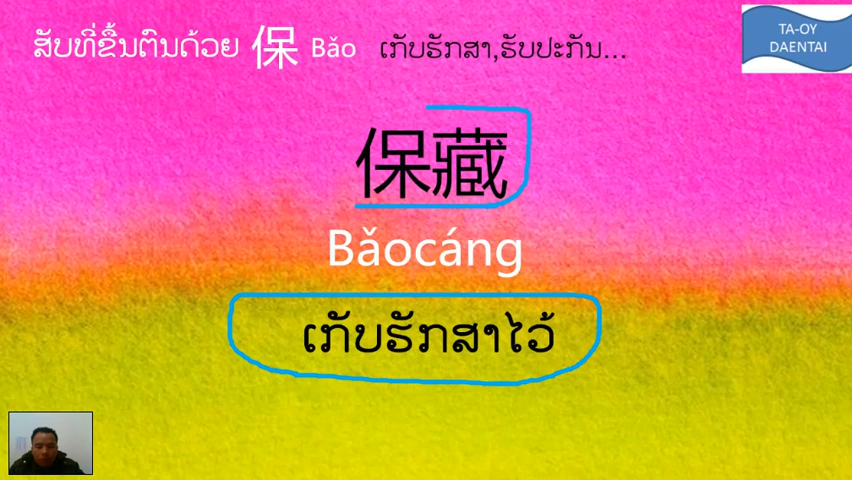 ສັບທີ່ຂຶ້ນຕົ້ນດ້ວຍ 保 Bǎo ເກັບຮັກສາ,ຮັບປະກັນ...
TA-OY
DAENTAI
保藏
Bǎocáng
ເກັບຮັກສາໄວ້